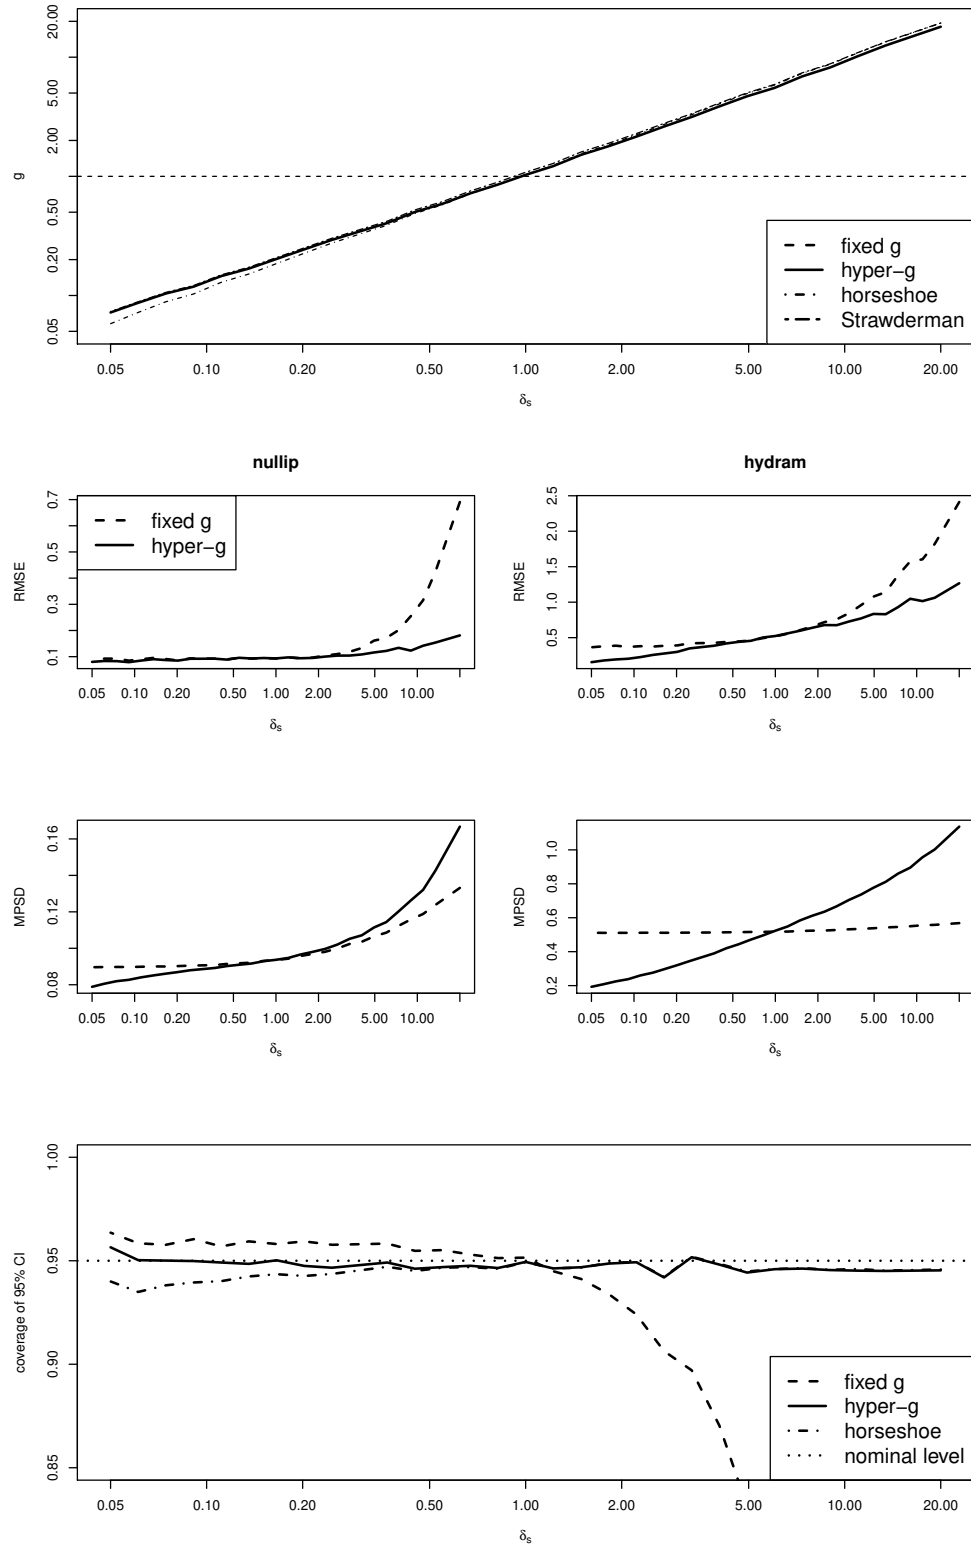 20.00
5.00
2.00
0.50
0.20
0.05
g
0.05 0.10 0.20 0.50 1.00 2.00 5.00 10.00 20.00
δs
fixed g
hyper−g
horseshoe
Strawderman
nullip
0.7
0.5
0.3
0.1
RMSE
fixed g
hyper−g
0.05 0.10 0.20 0.50 1.00 2.00 5.00 10.00
δs
hydram
2.5
2.0
1.5
1.0
0.5
RMSE
0.05 0.10 0.20 0.50 1.00 2.00 5.00 10.00
δs
0.16
0.12
0.08
MPSD
0.05 0.10 0.20 0.50 1.00 2.00 5.00 10.00
δs
1.0
0.8
0.6
0.4
0.2
MPSD
0.05 0.10 0.20 0.50 1.00 2.00 5.00 10.00
δs
1.00
0.95
0.90
0.85
coverage of 95% CI
fixed g
hyper−g
horseshoe
nominal level
0.05 0.10 0.20 0.50 1.00 2.00 5.00 10.00 20.00
δs